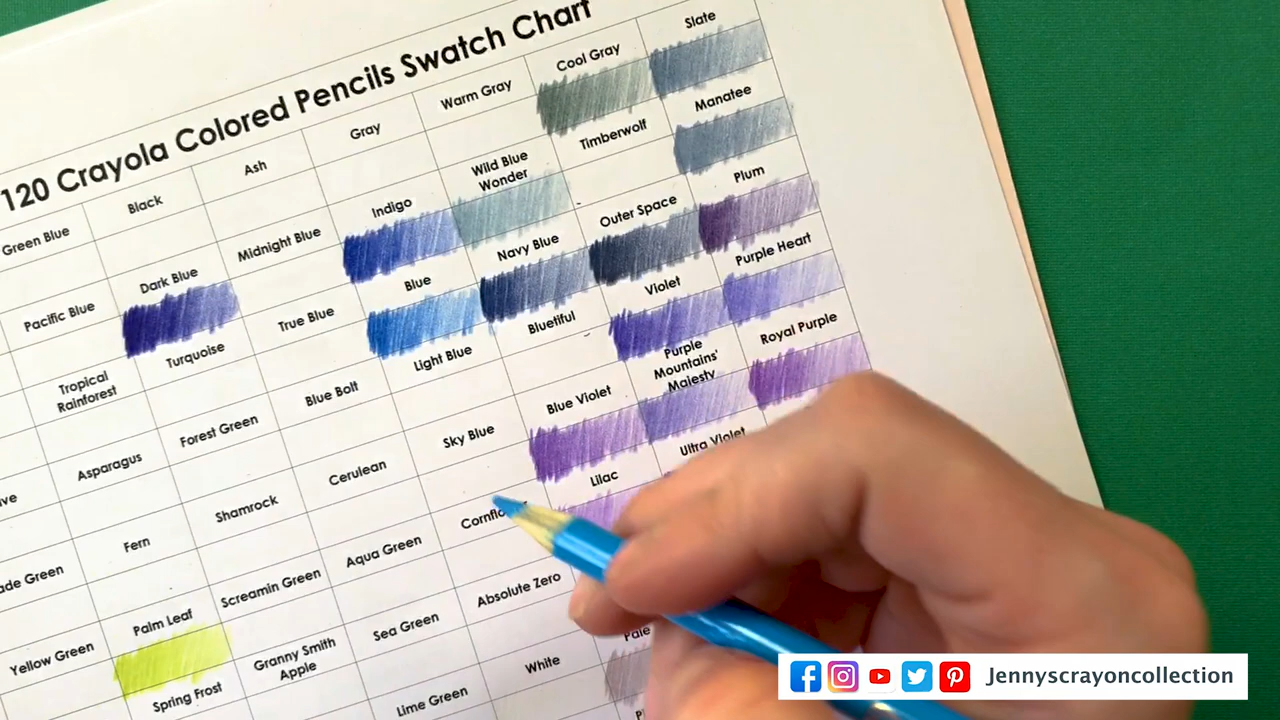 120 Crayola Colored Pencils Swatch Chart
Green Blue
Black
Ash
Gray
Warm Gray
Cool Gray
Slate
Pacific Blue
Dark Blue
Midnight Blue
Indigo
Wild Blue
Wonder
Timberwolf
Manatee
Tropical
Rainforest
Turquoise
True Blue
Blue
Navy Blue
Outer Space
Plum
Asparagus
Forest Green
Blue Bolt
Light Blue
Bluetiful
Violet
Purple Heart
Fern
Shamrock
Cerulean
Sky Blue
Blue Violet
Purple
Mountains'
Majesty
Royal Purple
Yellow Green
Palm Leaf
Screamin Green
Aqua Green
Lilac
Ultra Violet
Spring Frost
Granny Smith
Apple
Sea Green
Absolute Zero
Lime Green
White
Pale
Green
Jennyscrayoncollection